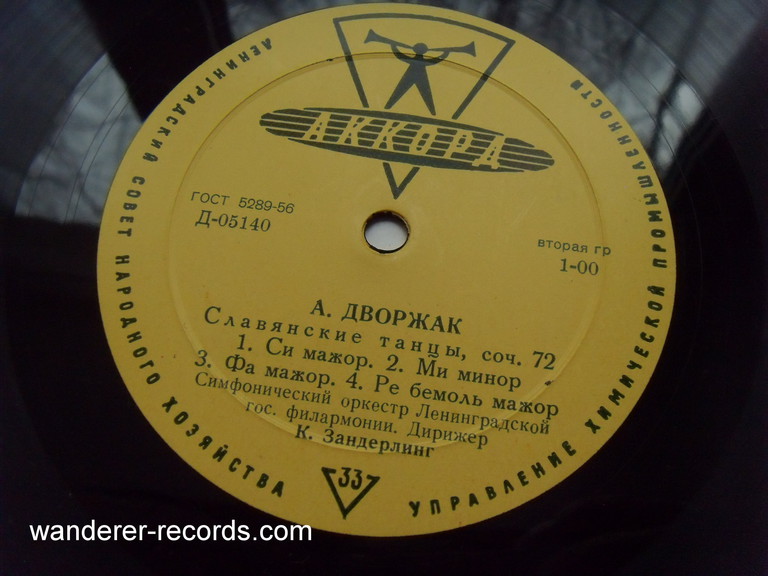 ЛЕНИНГРАДСКИЙ СОВЕТ НАРОДНОГО ХОЗЯЙСТВА
УПРАВЛЕНИЕ ХИМИЧЕСКОЙ ПРОМЫШЛЕННОСТИ
АККОРД
ГОСТ 5289-56
Д-05140
вторая гр
1-00
А. ДВОРЖАК
Славянские танцы, соч. 72
1. Си мажор. 2. Ми минор
3. Фа мажор. 4. Ре бемоль мажор
Симфонический оркестр Ленинградской
гос. филармонии. Дирижер
К. Зандерлинг
33
wanderer-records.com